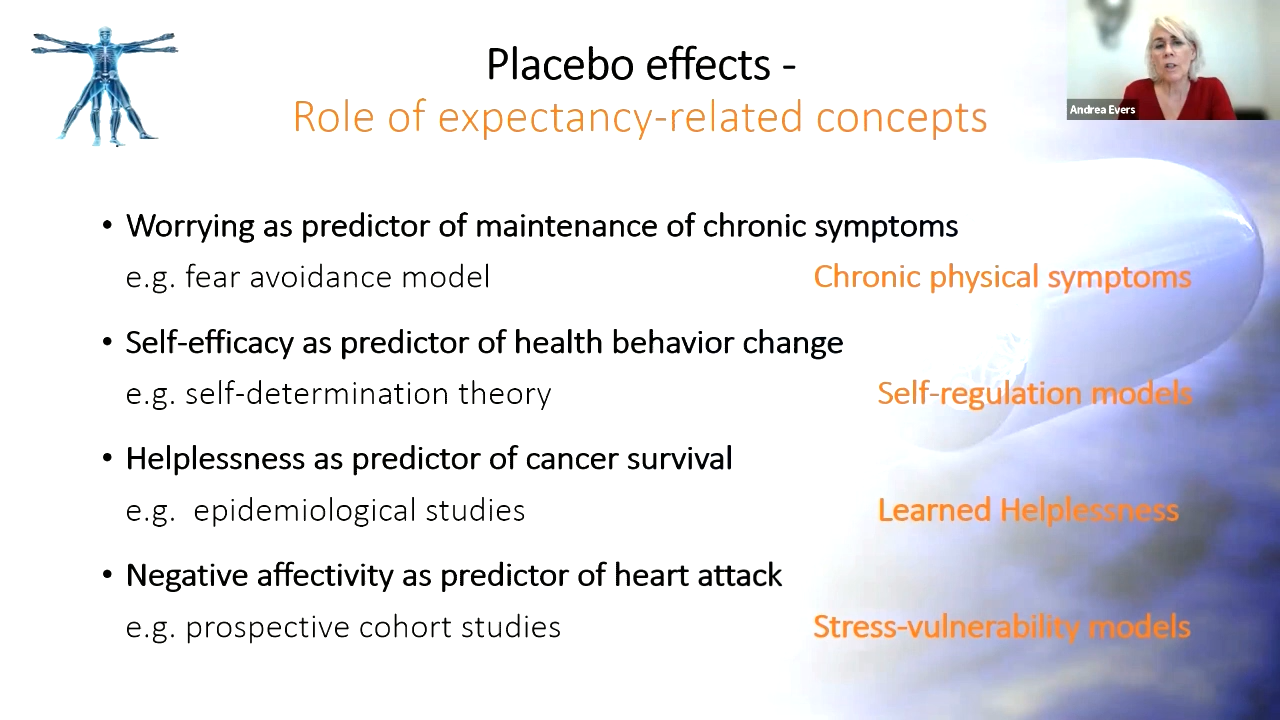 Placebo effects -
Role of expectancy-related concepts
Andrea Evers
• Worrying as predictor of maintenance of chronic symptoms
e.g. fear avoidance model Chronic physical symptoms
• Self-efficacy as predictor of health behavior change
e.g. self-determination theory Self-regulation models
• Helplessness as predictor of cancer survival
e.g. epidemiological studies Learned Helplessness
• Negative affectivity as predictor of heart attack
e.g. prospective cohort studies Stress-vulnerability models